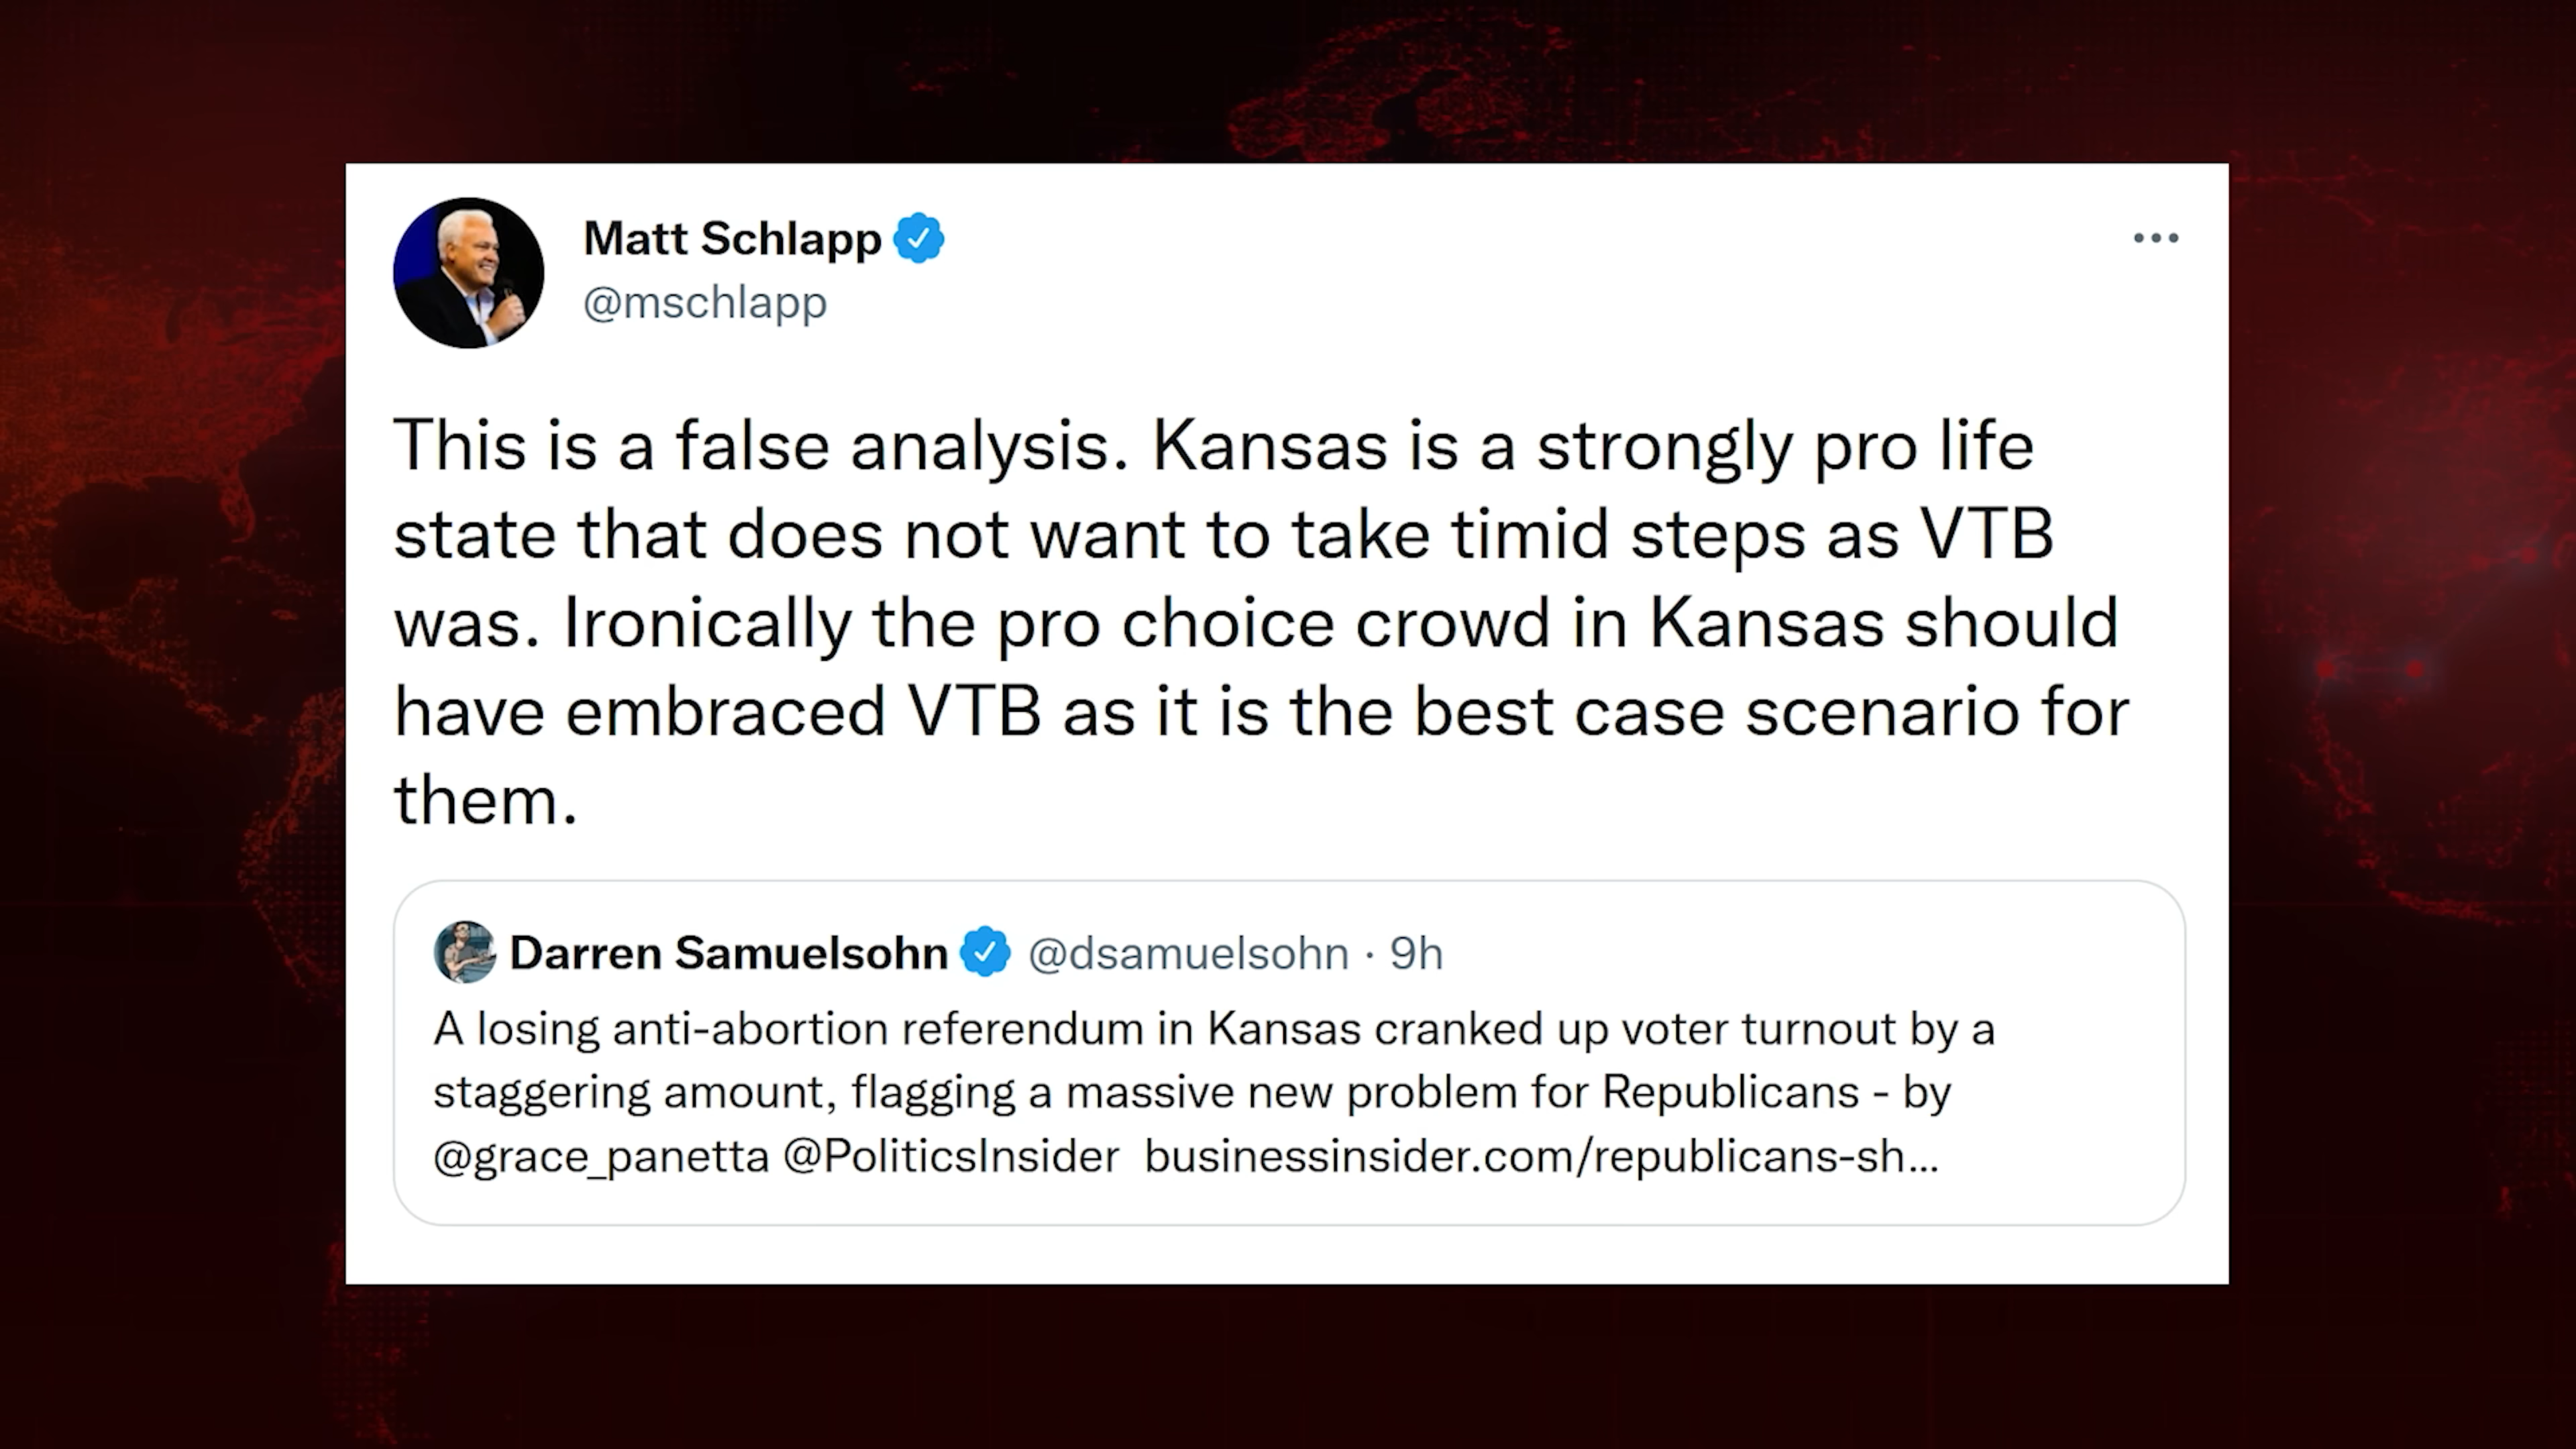 Matt Schlapp
@mschlapp
This is a false analysis. Kansas is a strongly pro life
state that does not want to take timid steps as VTB
was. Ironically the pro choice crowd in Kansas should
have embraced VTB as it is the best case scenario for
them.
Darren Samuelsohn @dsamuelsohn · 9h
A losing anti-abortion referendum in Kansas cranked up voter turnout by a
staggering amount, flagging a massive new problem for Republicans - by
@grace_panetta @PoliticsInsider businessinsider.com/republicans-sh...